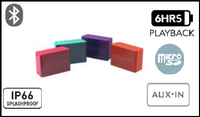 6HRS
PLAYBACK
micro
SD
IP66
SPLASHPROOF
AUX-IN